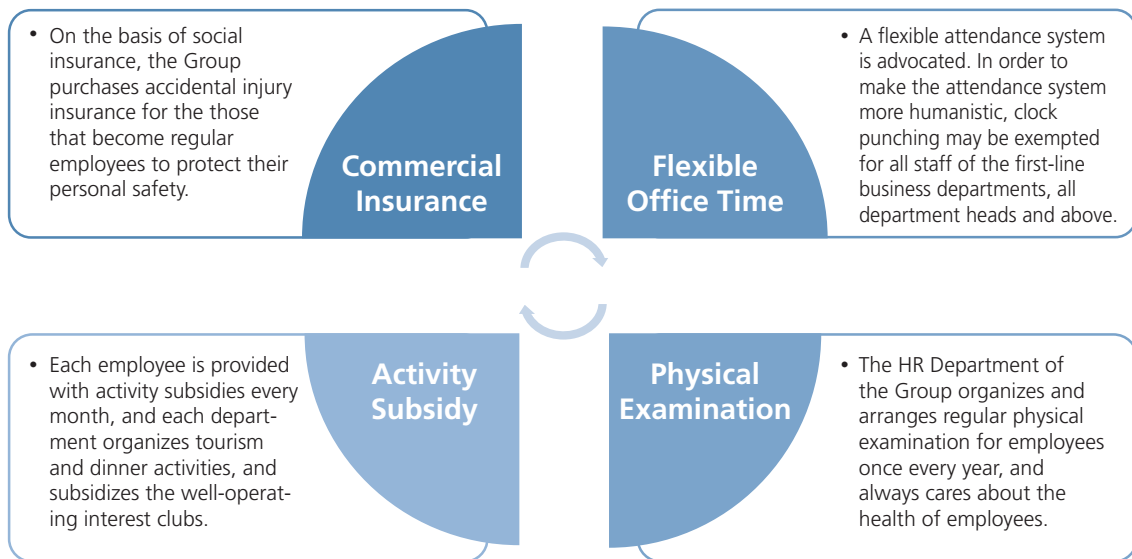 • On the basis of social
insurance, the Group
purchases accidental injury
insurance for the those
that become regular
employees to protect their
personal safety.
Commercial
Insurance
Flexible
Office Time
• A flexible attendance system
is advocated. In order to
make the attendance system
more humanistic, clock
punching may be exempted
for all staff of the first-line
business departments, all
department heads and above.
• Each employee is provided
with activity subsidies every
month, and each depart-
ment organizes tourism
and dinner activities, and
subsidizes the well-operat-
ing interest clubs.
Activity
Subsidy
Physical
Examination
• The HR Department of
the Group organizes and
arranges regular physical
examination for employees
once every year, and
always cares about the
health of employees.